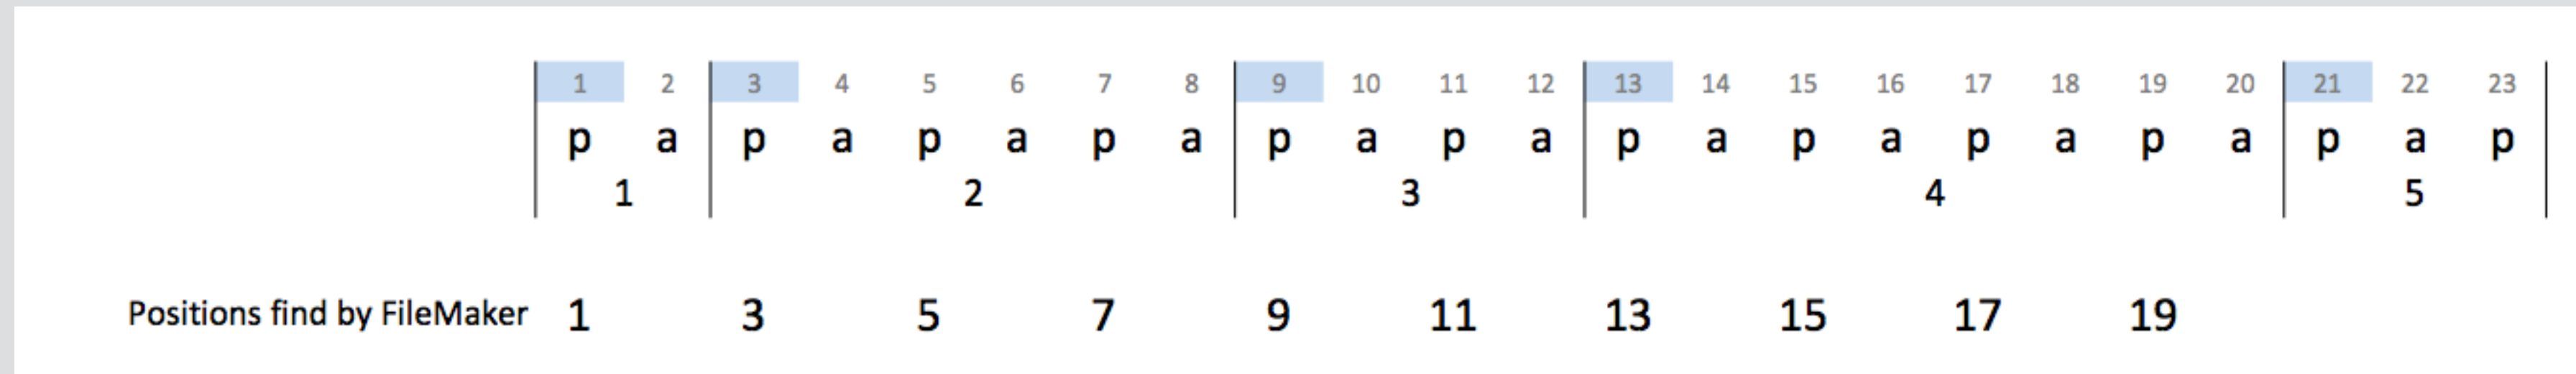 1 2 3 4 5 6 7 8 9 10 11 12 13 14 15 16 17 18 19 20 21 22 23
p a p a p a p a p a p a p a p a p a p a p a p
1 2 3 4 5
Positions find by FileMaker 1 3 5 7 9 11 13 15 17 19